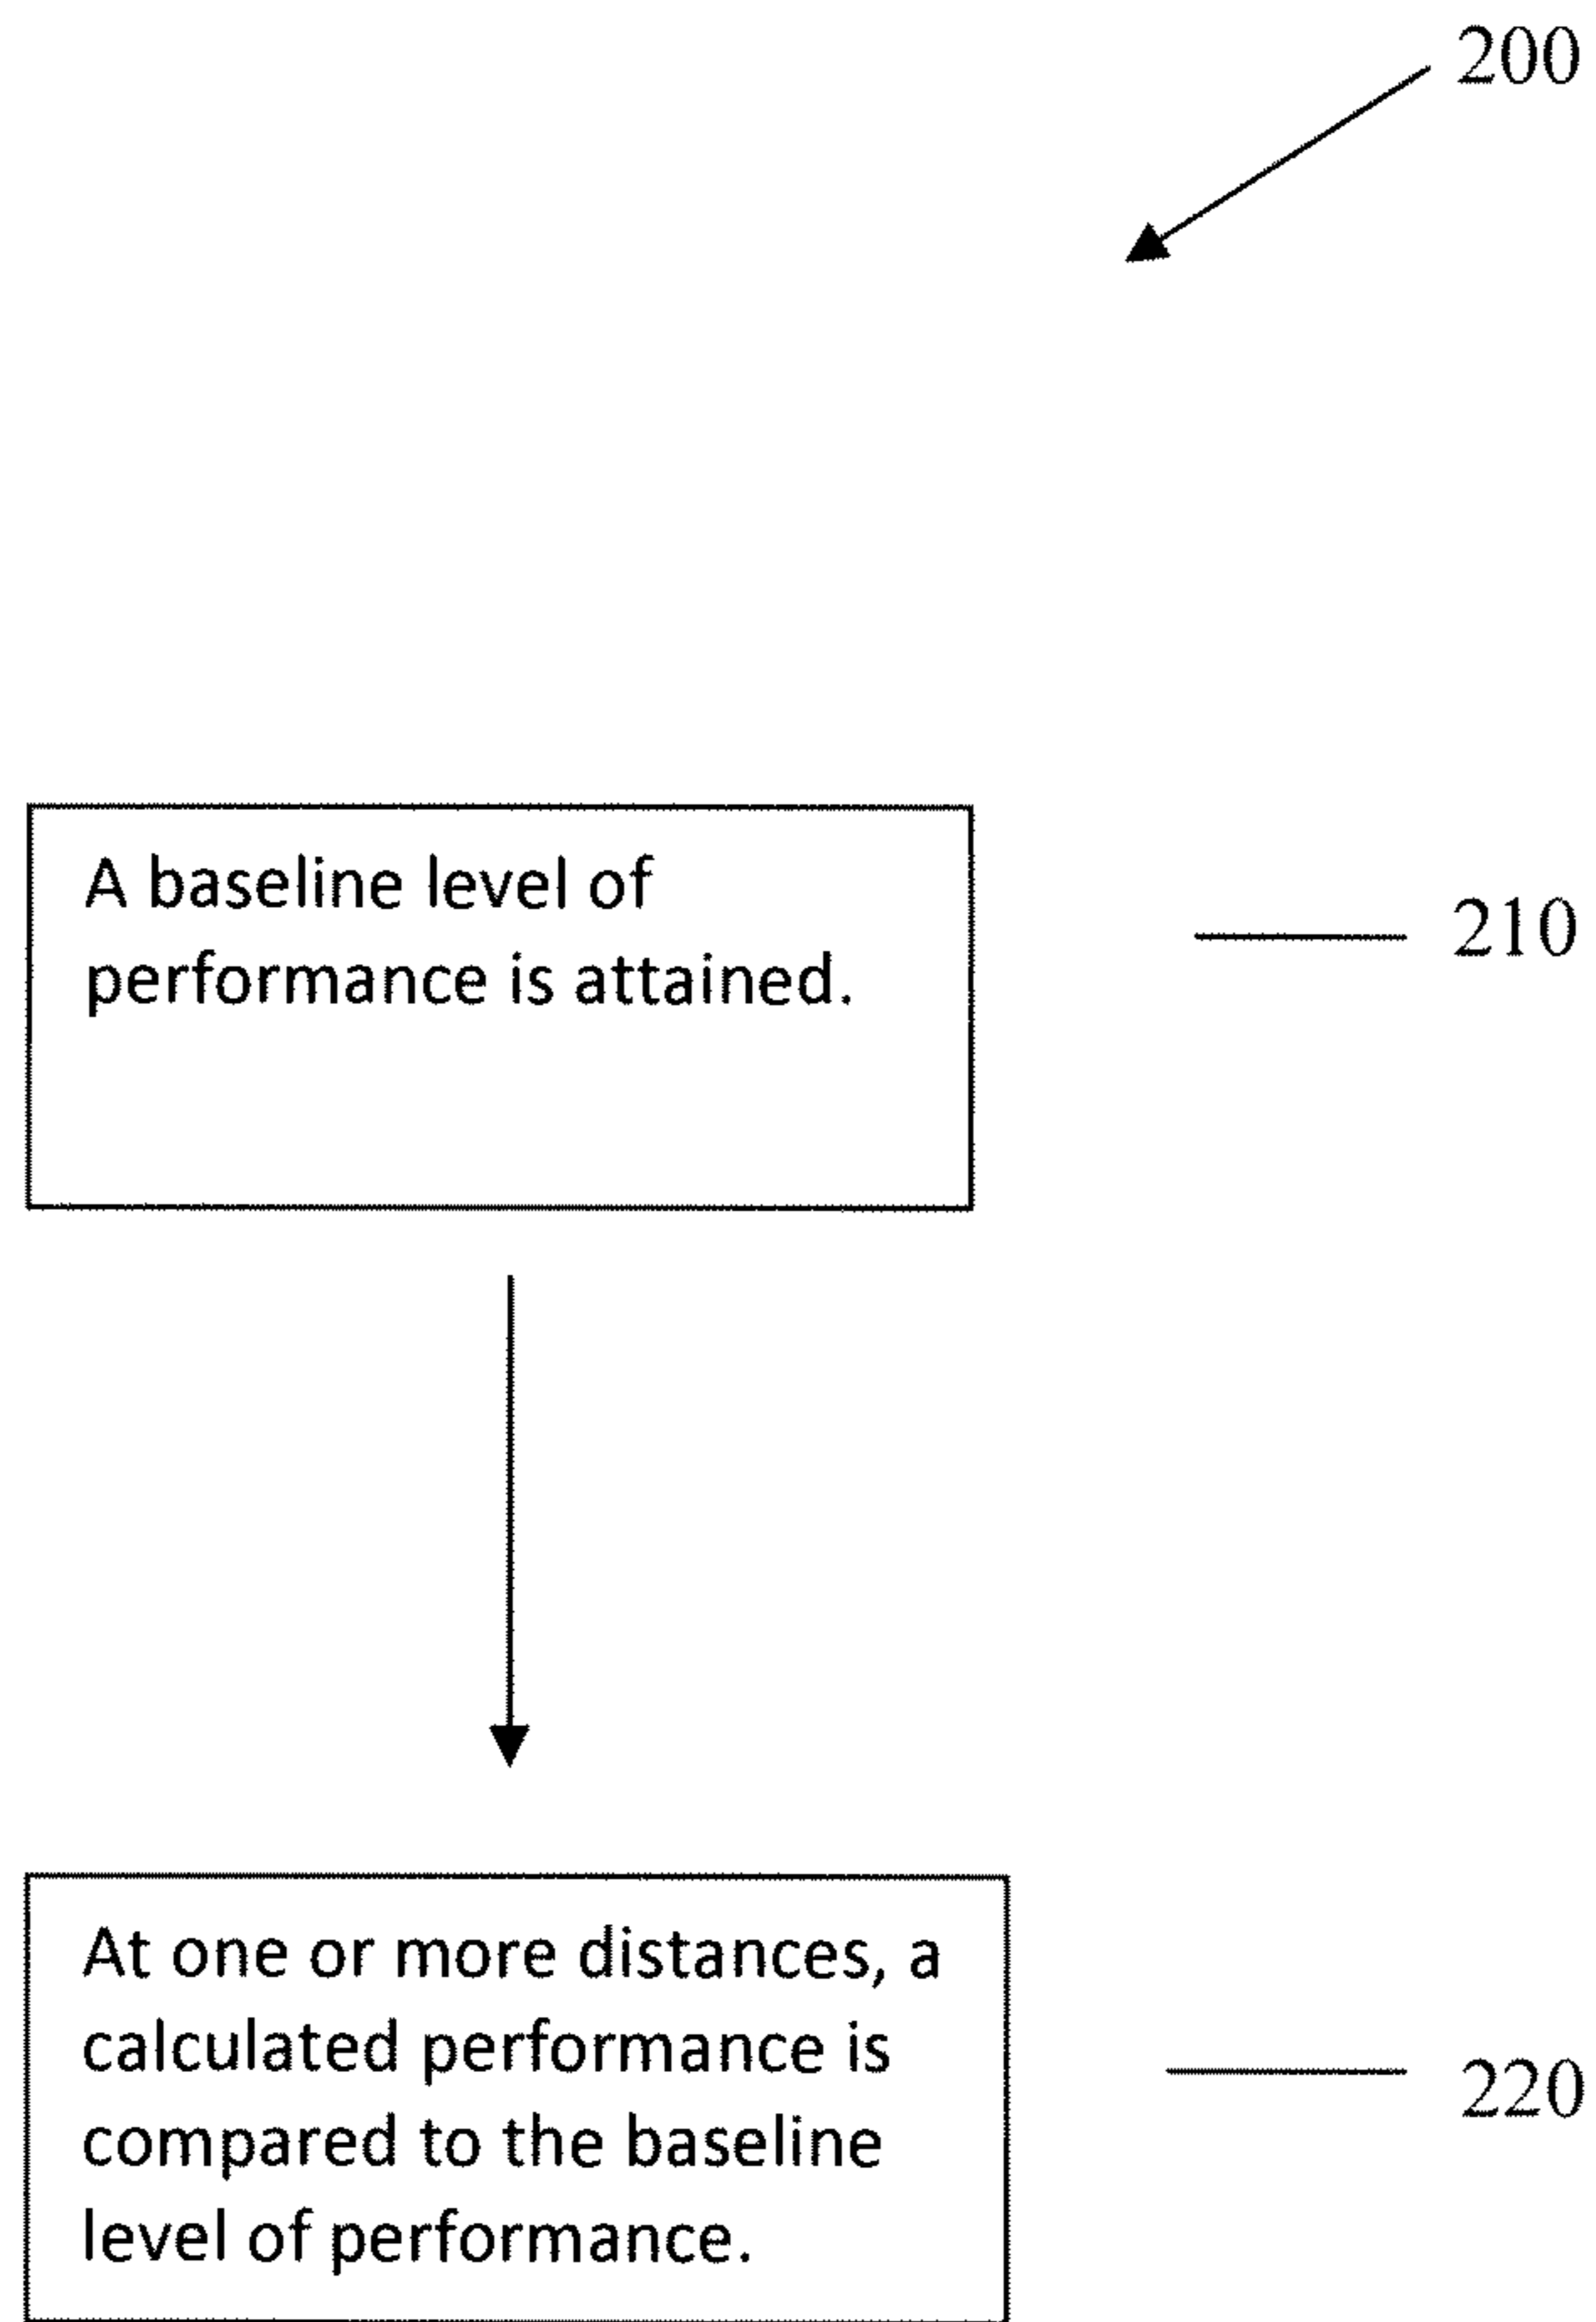 200
A baseline level of
performance is attained.
210
At one or more distances, a
calculated performance is
compared to the baseline
level of performance.
220